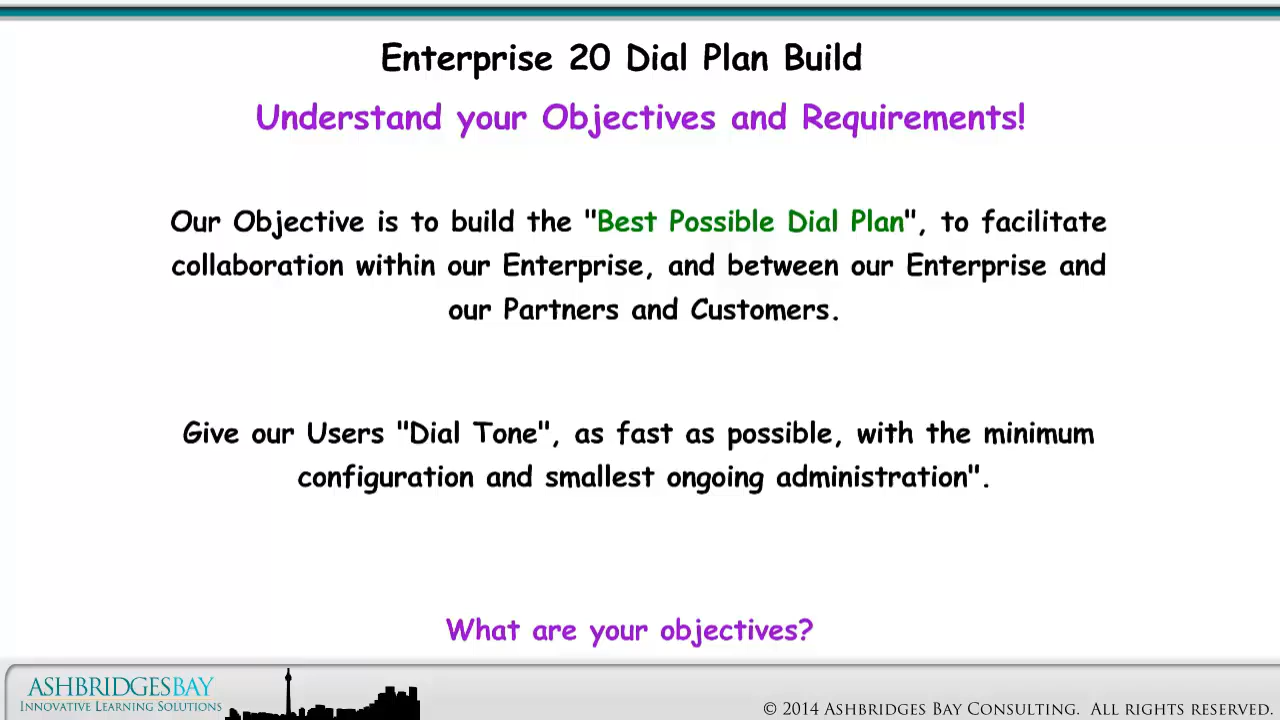 Enterprise 20 Dial Plan Build
Understand your Objectives and Requirements!
Our Objective is to build the "Best Possible Dial Plan", to facilitate
collaboration within our Enterprise, and between our Enterprise and
our Partners and Customers.
Give our Users "Dial Tone", as fast as possible, with the minimum
configuration and smallest ongoing administration".
What are your objectives?
ASHBRIDGESBAY
INNOVATIVE LEARNING SOLUTIONS
© 2014 ASHBRIDGES BAY CONSULTING. ALL RIGHTS RESERVED.